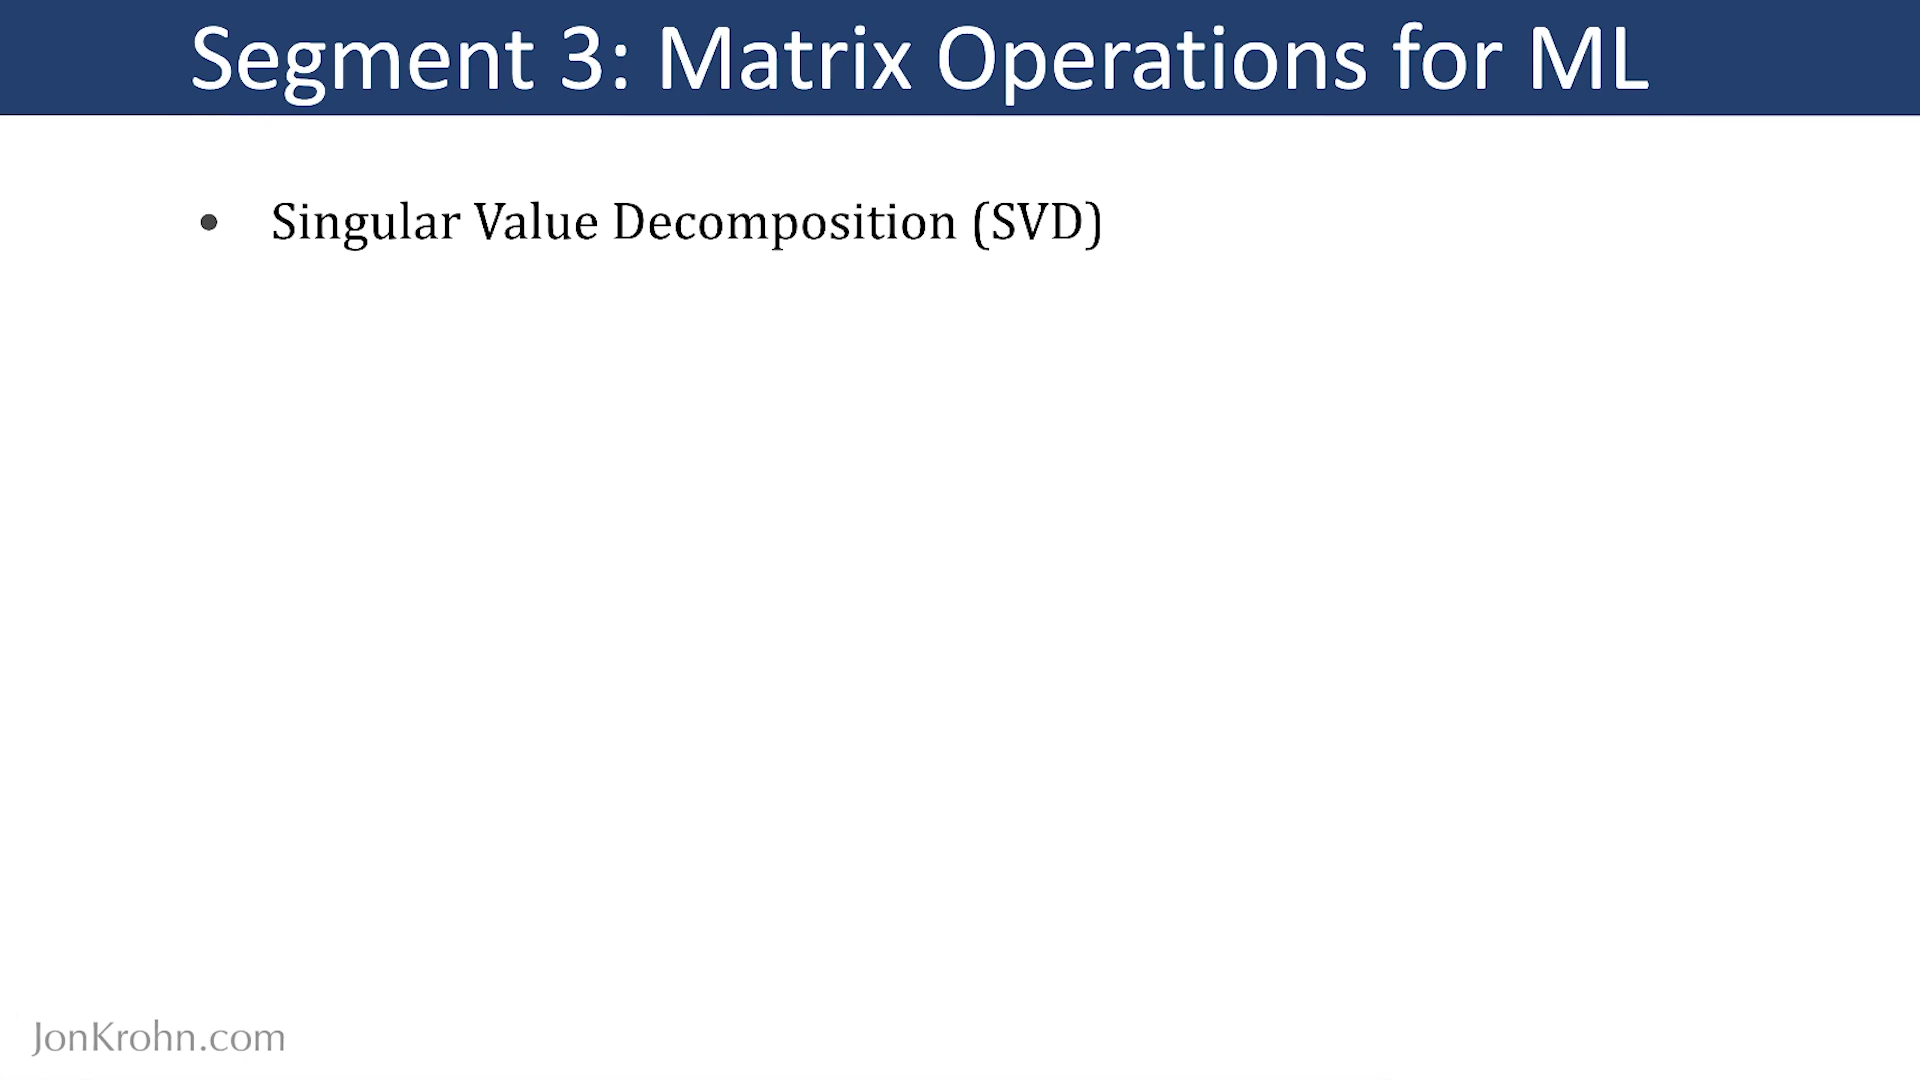 Segment 3: Matrix Operations for ML
• Singular Value Decomposition (SVD)
JonKrohn.com